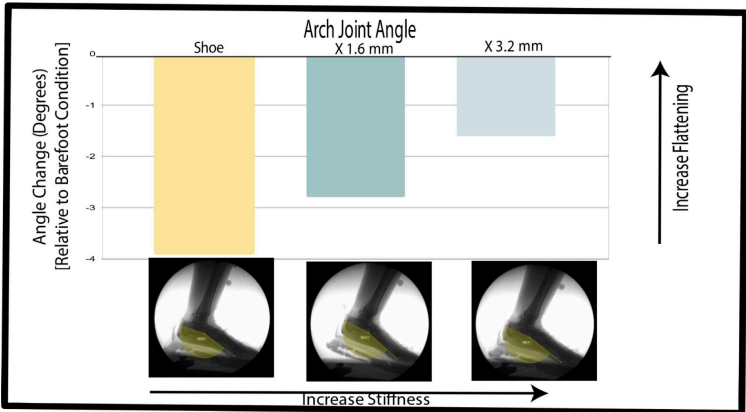 Arch Joint Angle
Shoe
X 1.6 mm
X 3.2 mm
0
-1
-2
-3
-4
Angle Change (Degrees)
[Relative to Barefoot Condition]
Increase Flattening
Increase Stiffness